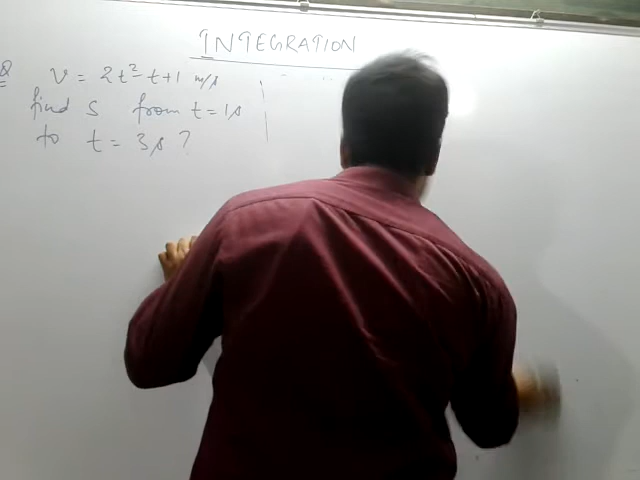 INTEGRATION
Q V = 2t² - t + 1 m/s
find S from t = 1s
to t = 3s ?